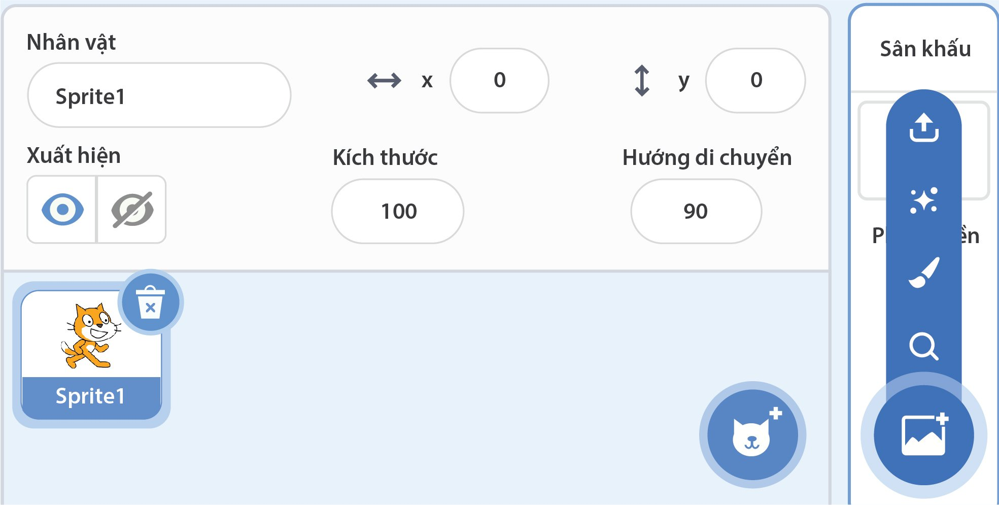 Nhân vật
Sprite1
x
0
y
0
Sân khấu
Xuất hiện
Kích thước
100
Hướng di chuyển
90
Sprite1